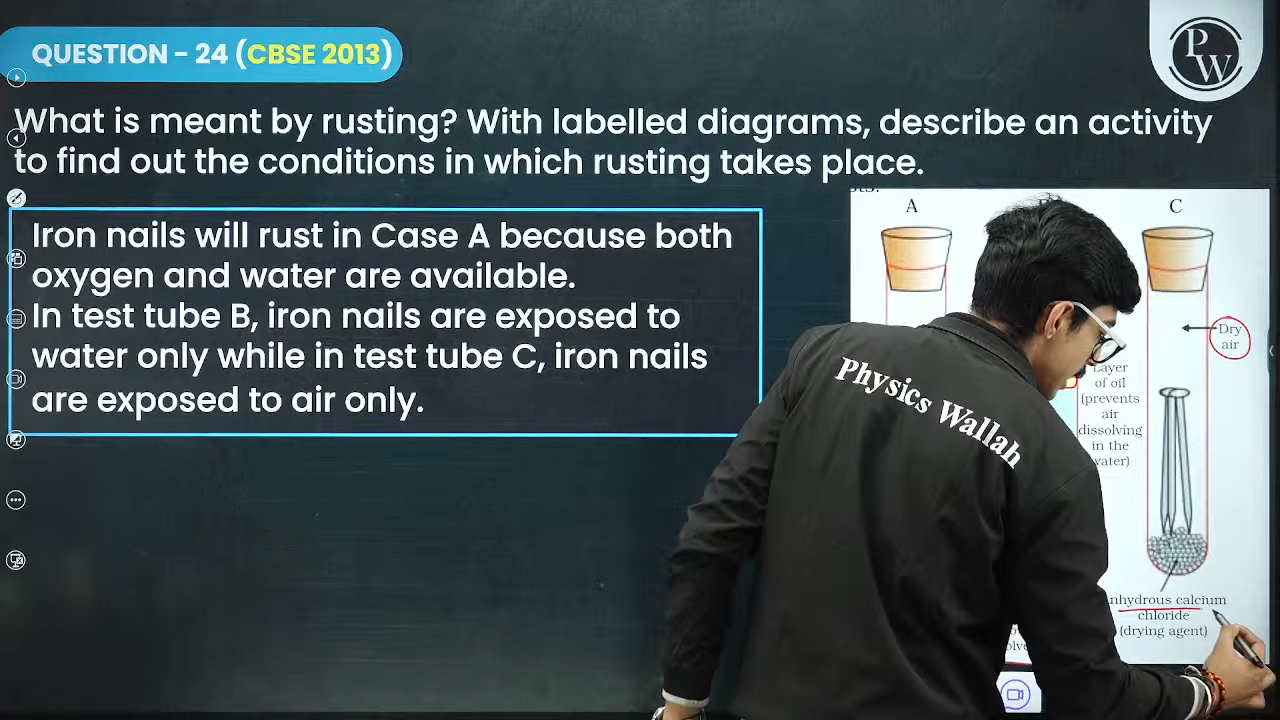 QUESTION - 24 (CBSE 2013)
PW
What is meant by rusting? With labelled diagrams, describe an activity
to find out the conditions in which rusting takes place.
Iron nails will rust in Case A because both
oxygen and water are available.
In test tube B, iron nails are exposed to
water only while in test tube C, iron nails
are exposed to air only.
A
C
Dry
air
Layer
of oil
(prevents
air
dissolving
in the
water)
nhydrous calcium
chloride
(drying agent)
Physics Wallah